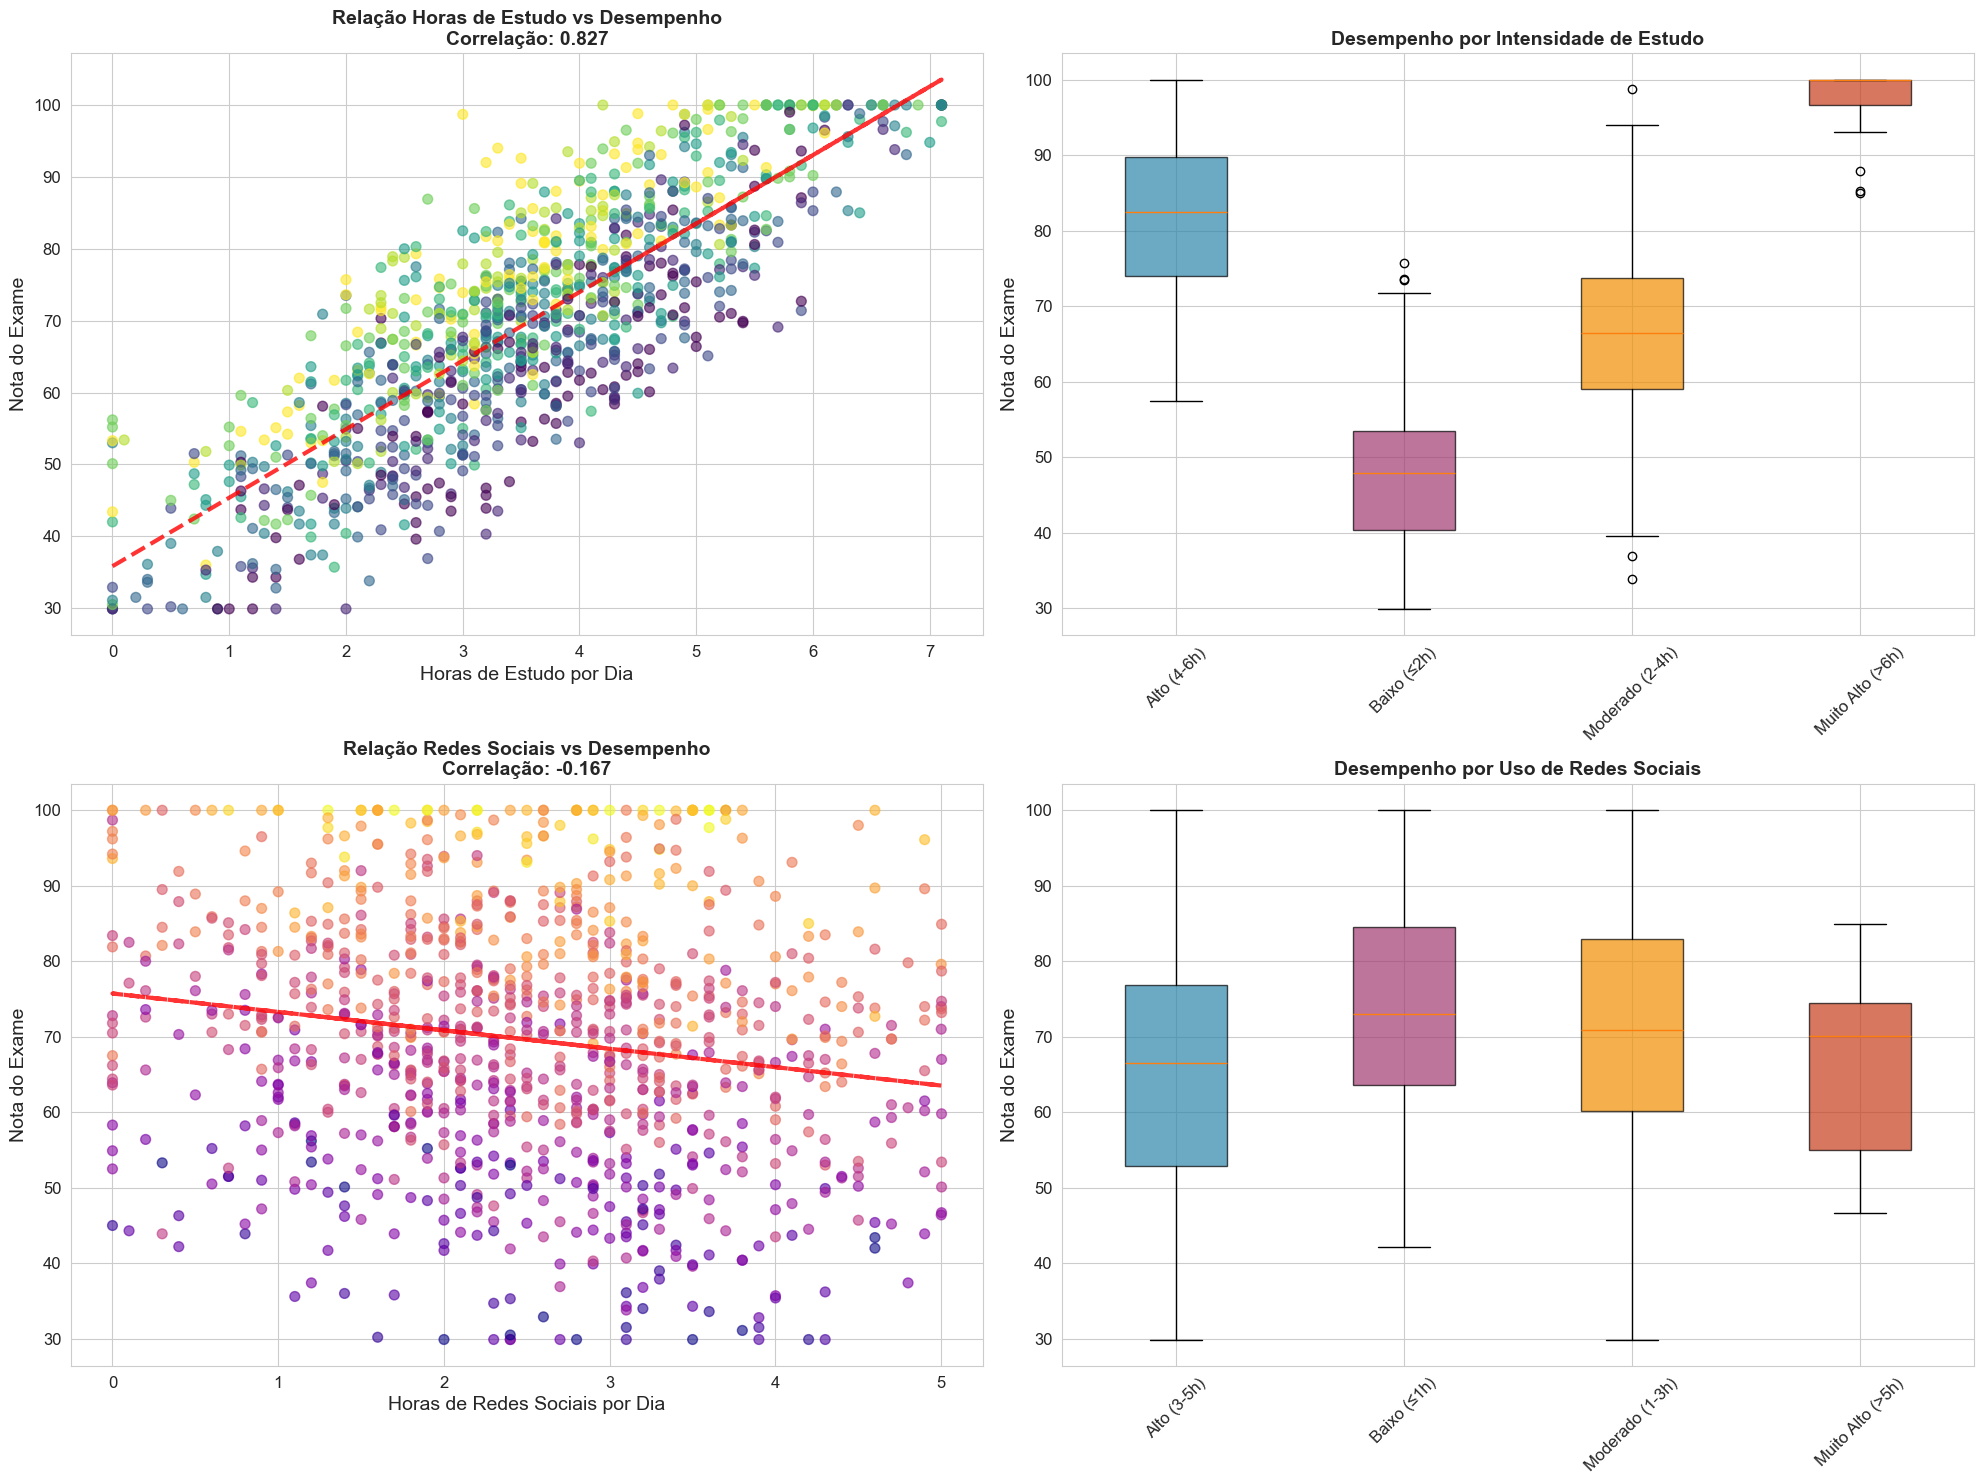 Relação Horas de Estudo vs Desempenho
Correlação: 0.827
Nota do Exame
100
90
80
70
60
50
40
30
0 1 2 3 4 5 6 7
Horas de Estudo por Dia
Desempenho por Intensidade de Estudo
Nota do Exame
100
90
80
70
60
50
40
30
Alto (4-6h)
Baixo (≤2h)
Moderado (2-4h)
Muito Alto (>6h)
Relação Redes Sociais vs Desempenho
Correlação: -0.167
Nota do Exame
100
90
80
70
60
50
40
30
0 1 2 3 4 5
Horas de Redes Sociais por Dia
Desempenho por Uso de Redes Sociais
Nota do Exame
100
90
80
70
60
50
40
30
Alto (3-5h)
Baixo (≤1h)
Moderado (1-3h)
Muito Alto (>5h)